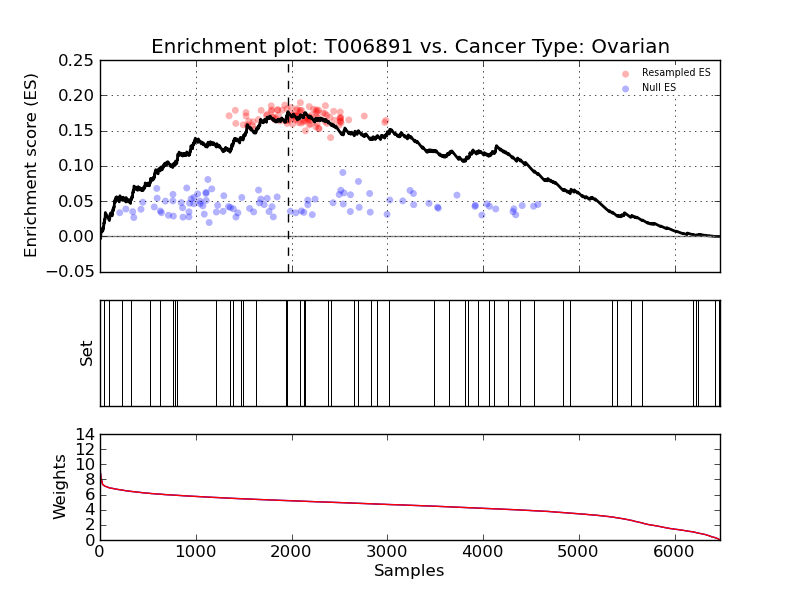 Enrichment plot: T006891 vs. Cancer Type: Ovarian
Enrichment score (ES)
0.25
0.20
0.15
0.10
0.05
0.00
−0.05
Resampled ES
Null ES
Set
Weights
14
12
10
8
6
4
2
0
0 1000 2000 3000 4000 5000 6000
Samples